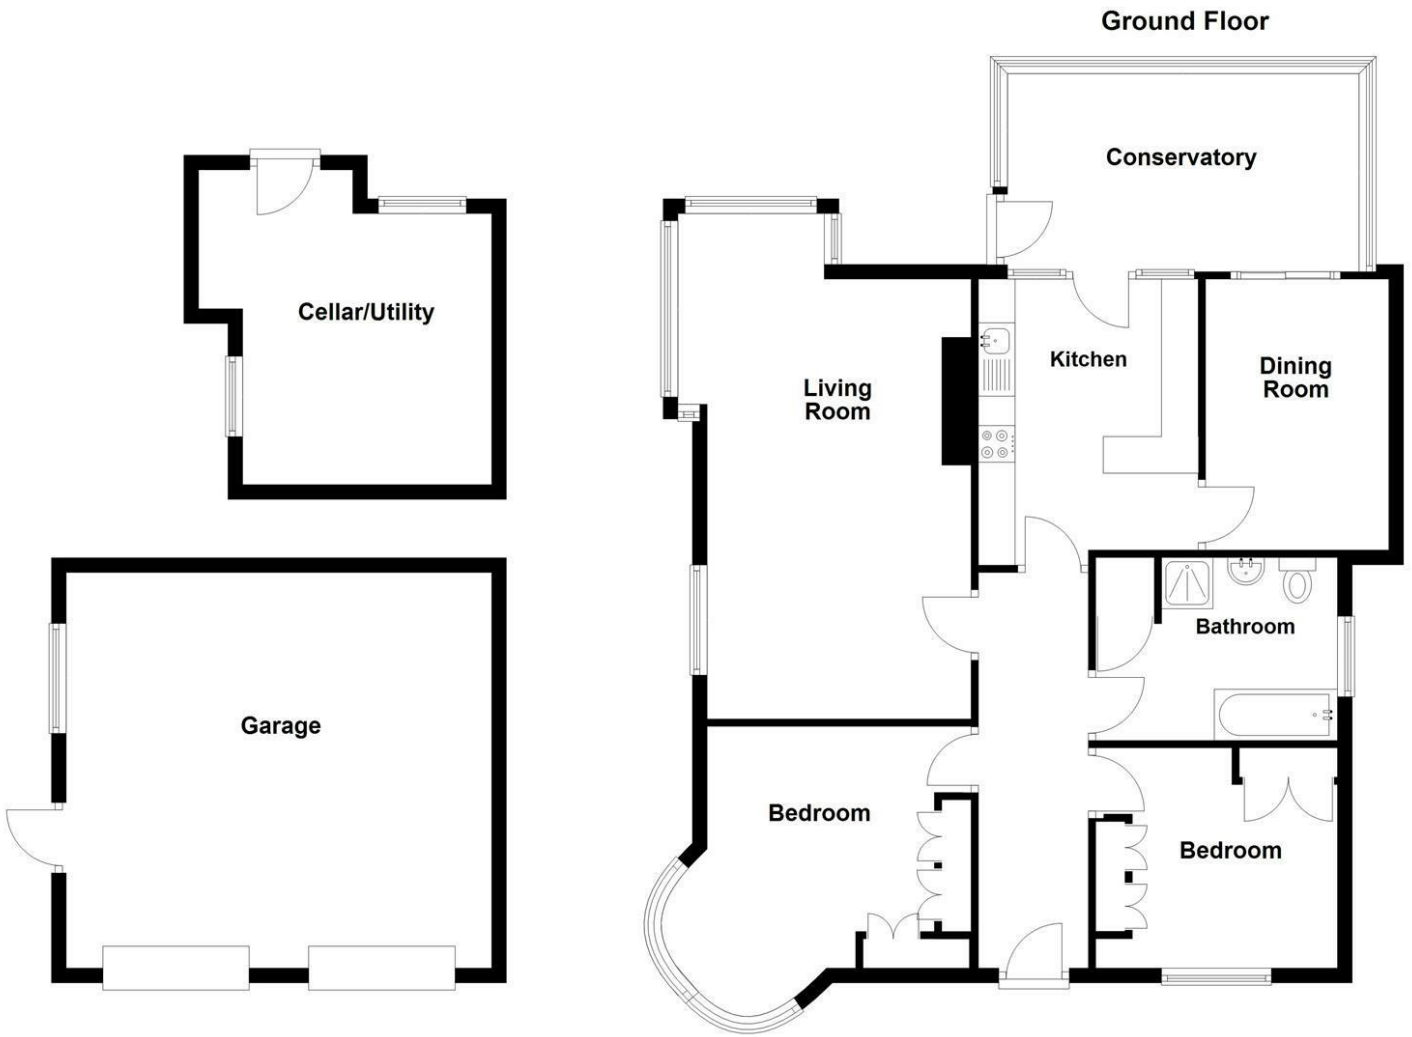 Ground Floor
Conservatory
Cellar/Utility
Kitchen
Dining
Room
Living
Room
Bathroom
Garage
Bedroom
Bedroom